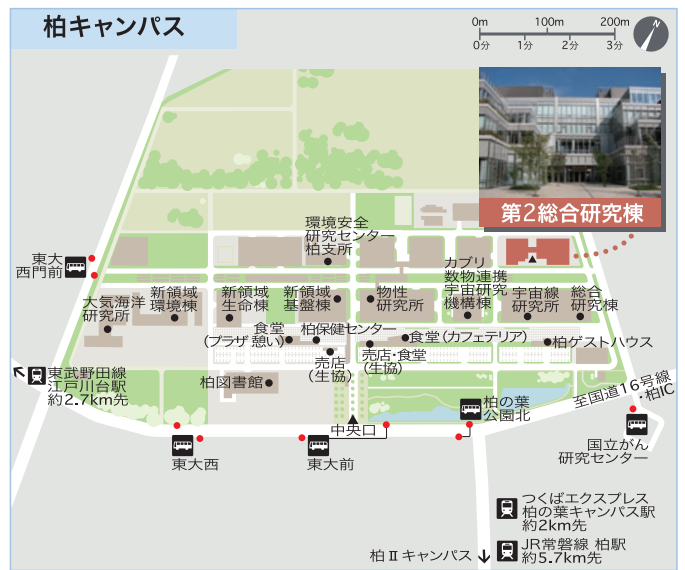 柏キャンパス
0m 100m 200m
0分 1分 2分 3分
N
第2総合研究棟
環境安全
研究センター
柏支所
カブリ
数物連携
宇宙研究
機構棟
東大
西門前
大気海洋
研究所
新領域
環境棟
新領域
生命棟
新領域
基盤棟
物性
研究所
宇宙線
研究所
総合
研究棟
食堂
(プラザ 憩い)
柏保健センター
売店
(生協)
売店・食堂
(生協)
食堂(カフェテリア)
柏ゲストハウス
東武野田線
江戸川台駅
約2.7km先
柏図書館
中央口
柏の葉
公園北
至国道16号線
・柏IC
東大西
東大前
国立がん
研究センター
つくばエクスプレス
柏の葉キャンパス駅
約2km先
柏Ⅱキャンパス
JR常磐線 柏駅
約5.7km先